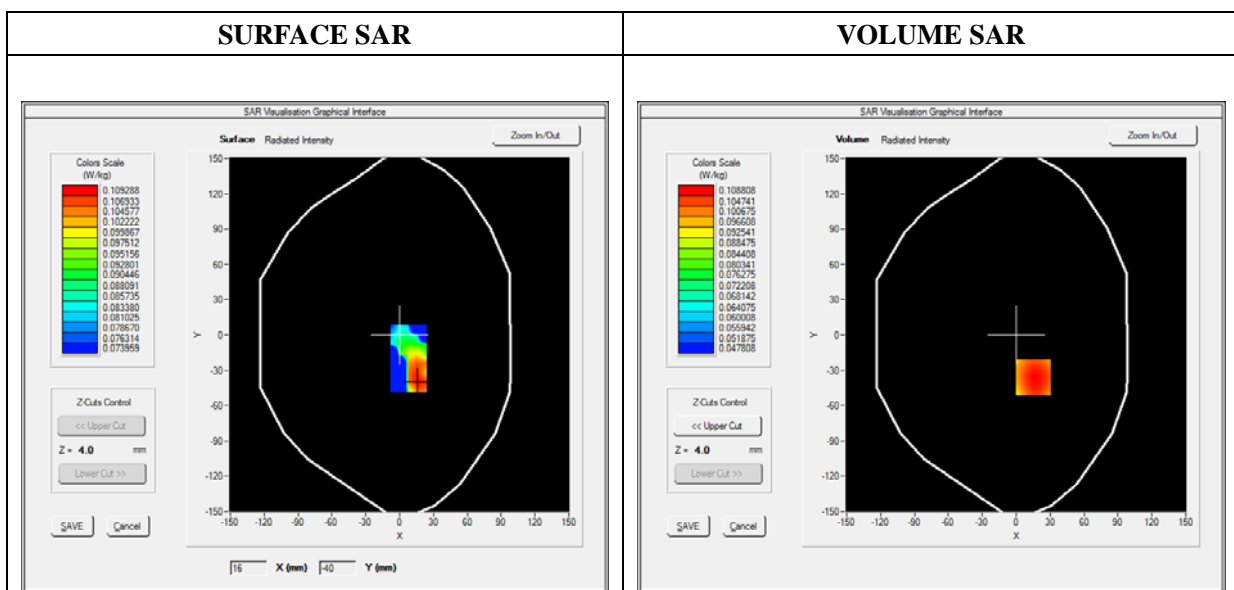 SURFACE SAR
VOLUME SAR
SAR Visualisation Graphical Interface
Surface Radiated Intensity
Zoom In/Out
Colors Scale
(W/kg)
0.109288
0.106933
0.104577
0.102222
0.099867
0.097512
0.095156
0.092801
0.090446
0.088091
0.085735
0.083380
0.081025
0.078670
0.076314
0.073959
150
120
90
60
30
0
-30
-60
-90
-120
-150
Y
-150 -120 -90 -60 -30 0 30 60 90 120 150
X
Z-Cuts Control
<< Upper Cut
Z = 4.0 mm
Lower Cut >>
SAVE Cancel
16 X (mm) -40 Y (mm)
SAR Visualisation Graphical Interface
Volume Radiated Intensity
Zoom In/Out
Colors Scale
(W/kg)
0.108808
0.104741
0.100675
0.096608
0.092541
0.088475
0.084408
0.080341
0.076275
0.072208
0.068142
0.064075
0.060008
0.055942
0.051875
0.047808
150
120
90
60
30
0
-30
-60
-90
-120
-150
Y
-150 -120 -90 -60 -30 0 30 60 90 120 150
X
Z-Cuts Control
<< Upper Cut
Z = 4.0 mm
Lower Cut >>
SAVE Cancel